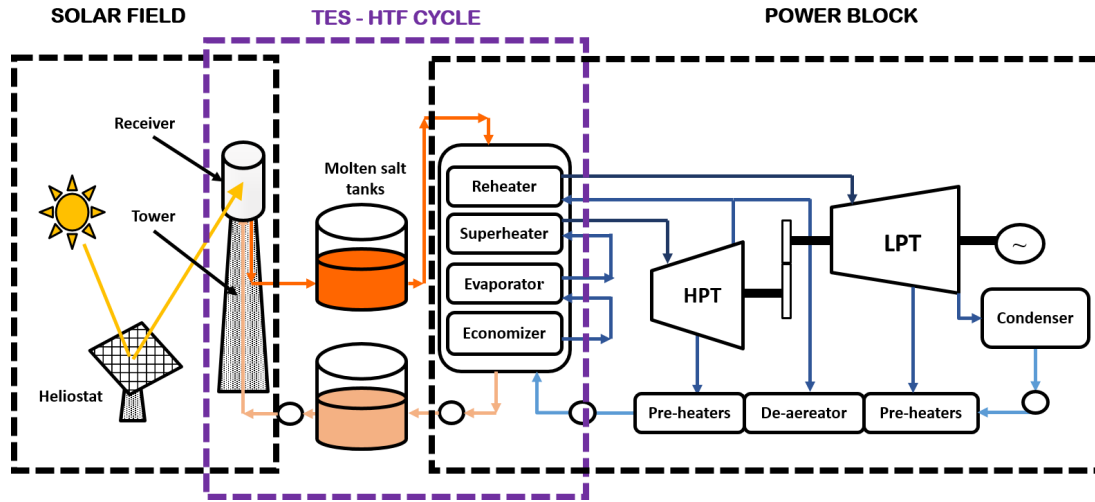 SOLAR FIELD
TES - HTF CYCLE
POWER BLOCK
Receiver
Tower
Heliostat
Molten salt
tanks
Reheater
Superheater
Evaporator
Economizer
HPT
LPT
~
Condenser
Pre-heaters
De-aereator
Pre-heaters